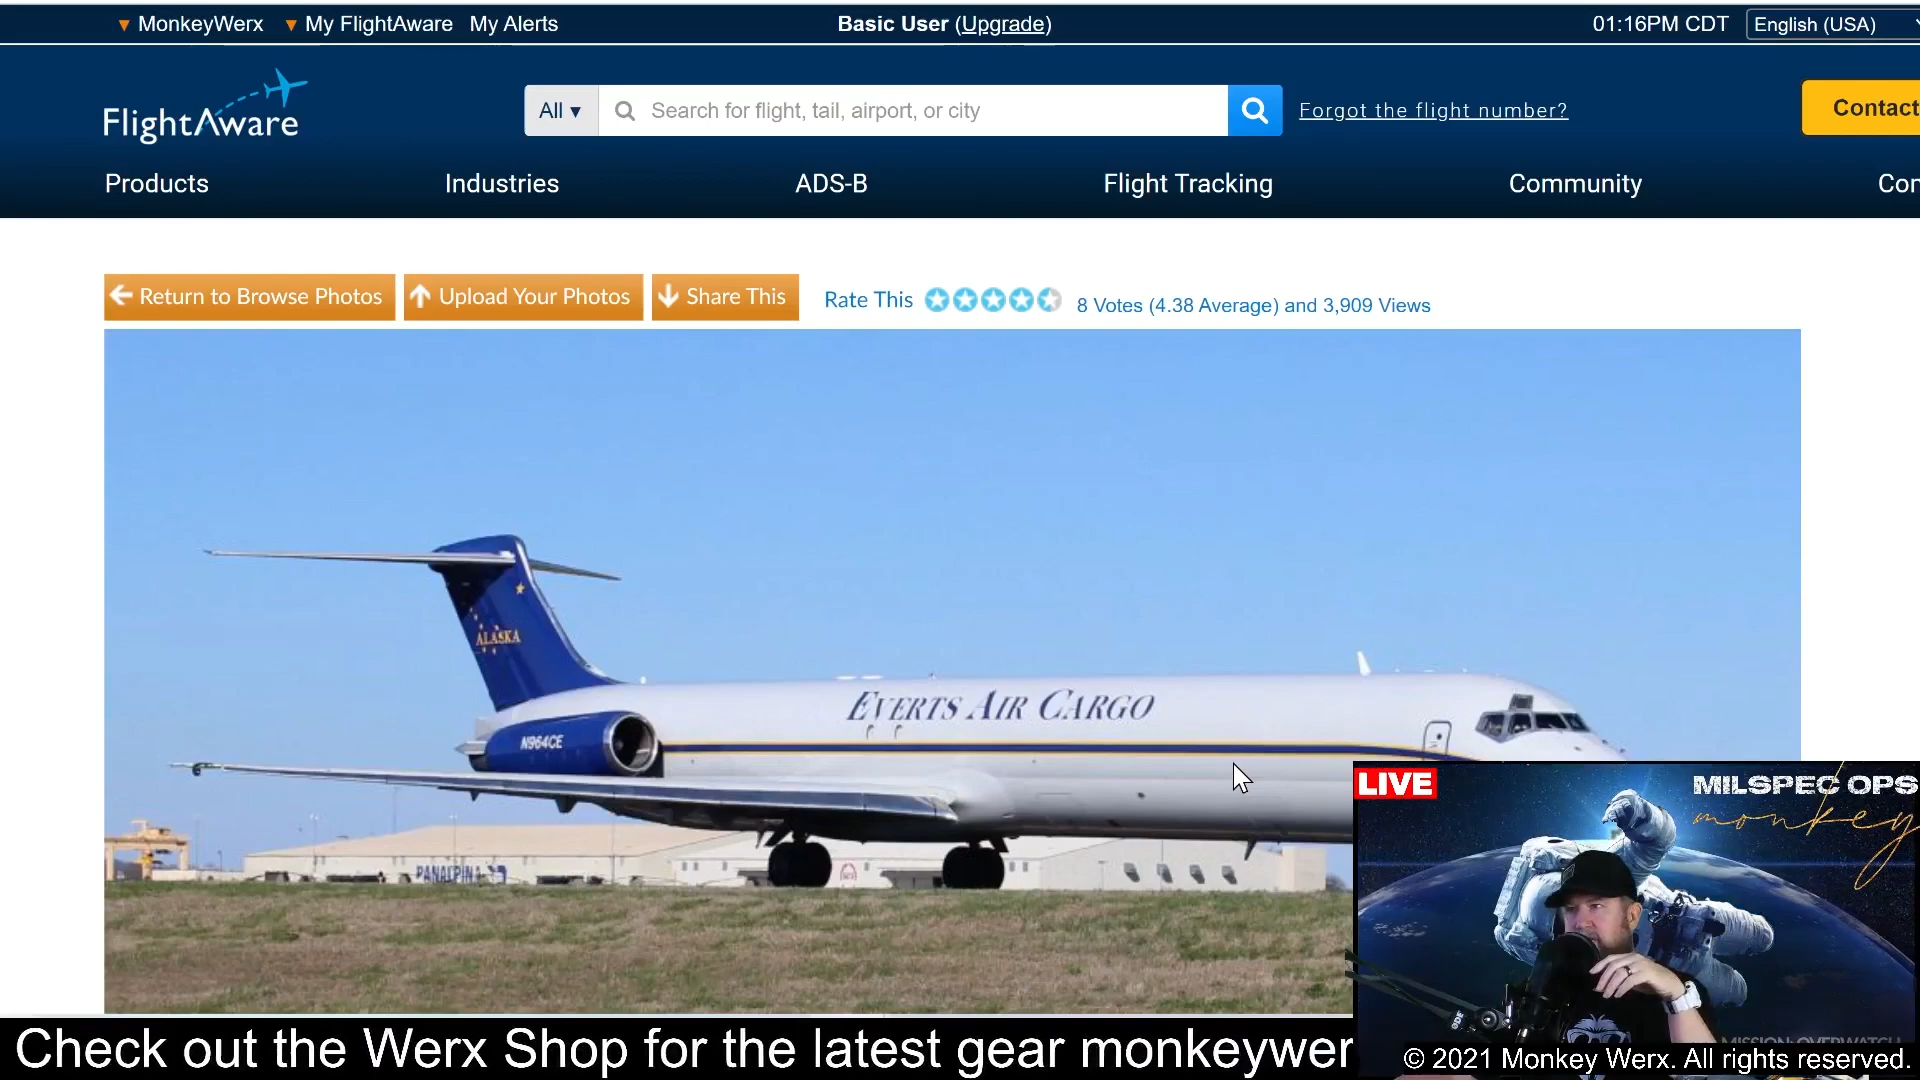 MonkeyWerx My FlightAware My Alerts Basic User (Upgrade) 01:16PM CDT English (USA)
FlightAware All Search for flight, tail, airport, or city Forgot the flight number? Contact
Products Industries ADS-B Flight Tracking Community
Return to Browse Photos Upload Your Photos Share This Rate This 8 Votes (4.38 Average) and 3,909 Views
ALASKA
EVERTS AIR CARGO
N964CE
PANALPINA
LIVE MILSPEC OPS
monkey
Check out the Werx Shop for the latest gear monkeywer
© 2021 Monkey Werx. All rights reserved.